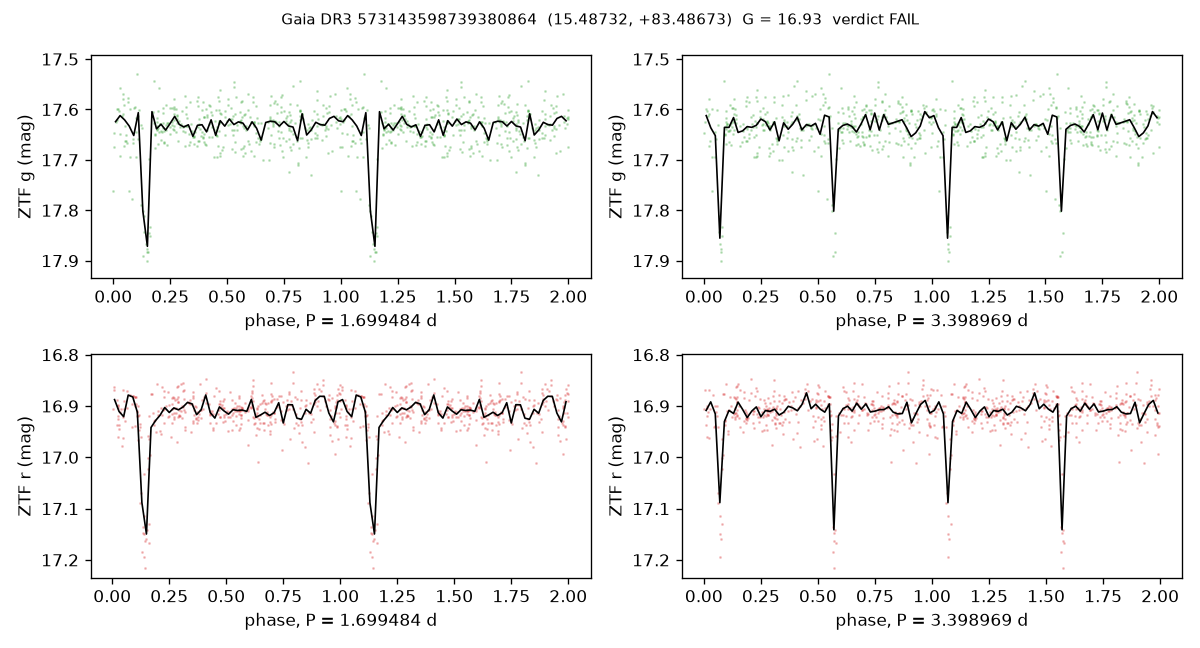 Gaia DR3 573143598739380864 (15.48732, +83.48673) G = 16.93 verdict FAIL
17.5
17.6
17.7
17.8
17.9
ZTF g (mag)
0.00 0.25 0.50 0.75 1.00 1.25 1.50 1.75 2.00
phase, P = 1.699484 d
17.5
17.6
17.7
17.8
17.9
ZTF g (mag)
0.00 0.25 0.50 0.75 1.00 1.25 1.50 1.75 2.00
phase, P = 3.398969 d
16.8
16.9
17.0
17.1
17.2
ZTF r (mag)
0.00 0.25 0.50 0.75 1.00 1.25 1.50 1.75 2.00
phase, P = 1.699484 d
16.8
16.9
17.0
17.1
17.2
ZTF r (mag)
0.00 0.25 0.50 0.75 1.00 1.25 1.50 1.75 2.00
phase, P = 3.398969 d